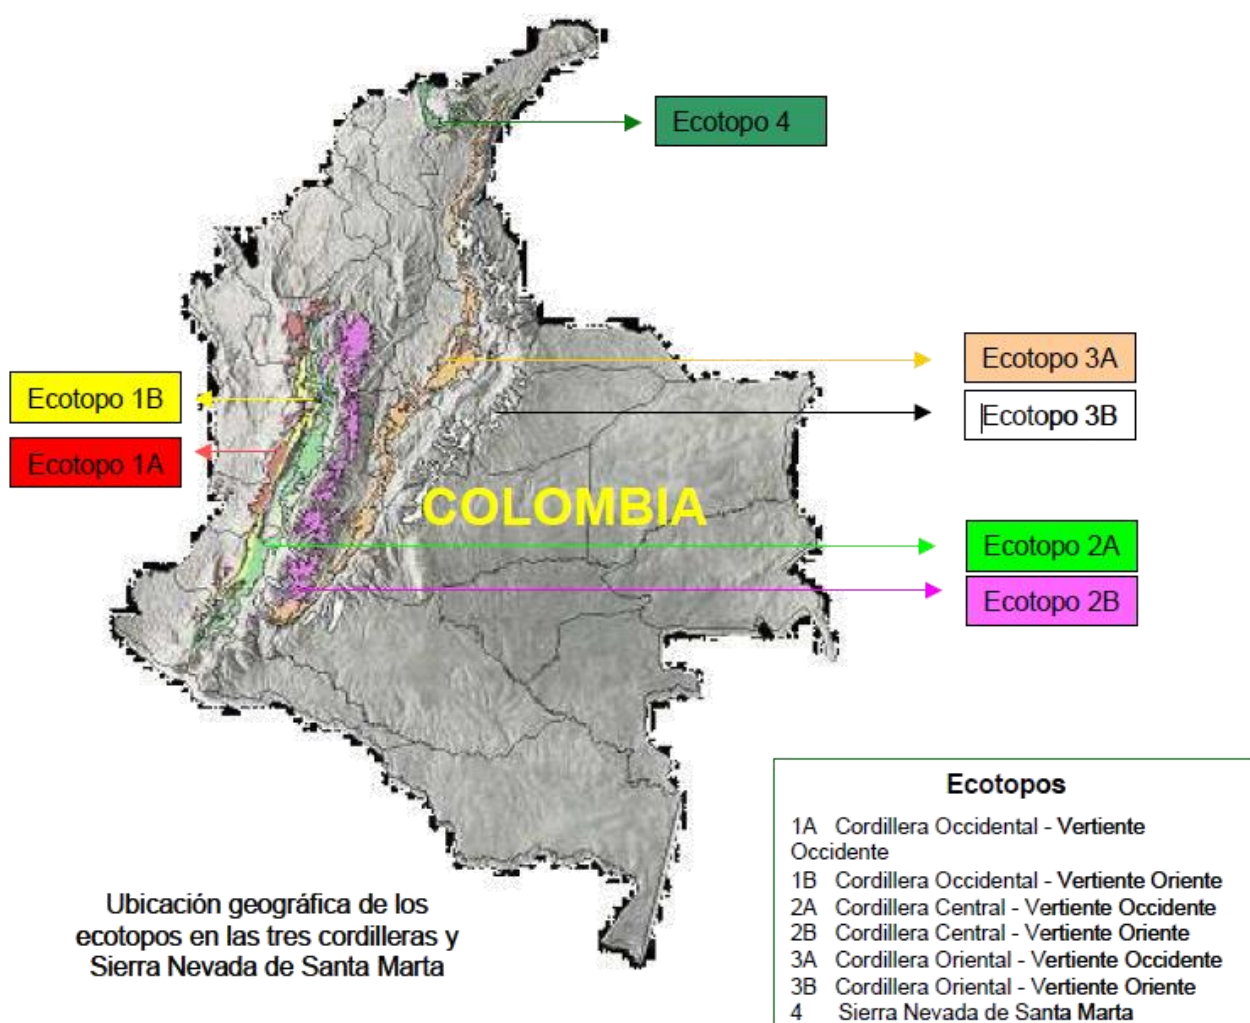 Ecotopo 4
Ecotopo 3A
Ecotopo 1B
Ecotopo 3B
Ecotopo 1A
COLOMBIA
Ecotopo 2A
Ecotopo 2B
Ecotopos
1A Cordillera Occidental - Vertiente
Occidente
1B Cordillera Occidental - Vertiente Oriente
2A Cordillera Central - Vertiente Occidente
2B Cordillera Central - Vertiente Oriente
3A Cordillera Oriental - Vertiente Occidente
3B Cordillera Oriental - Vertiente Oriente
4 Sierra Nevada de Santa Marta
Ubicación geográfica de los
ecotopos en las tres cordilleras y
Sierra Nevada de Santa Marta